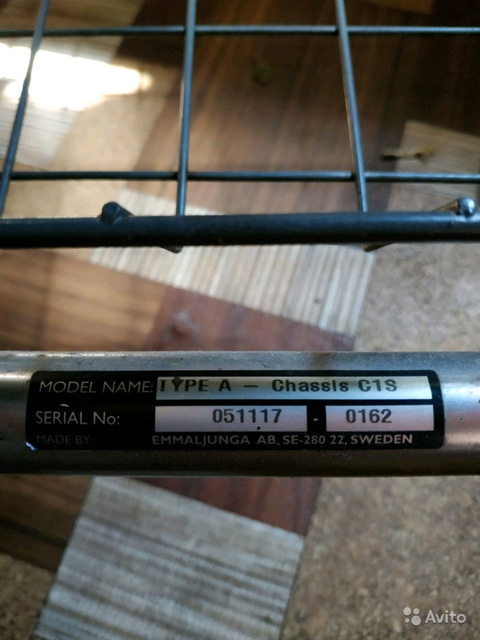 MODEL NAME: TYPE A — Chassis C1S
SERIAL No: 051117 - 0162
MADE BY: EMMALJUNGA AB, SE-280 22, SWEDEN
Avito